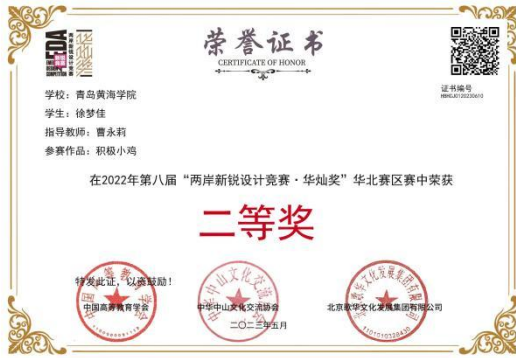 荣誉证书
CERTIFICATE OF HONOR
证书编号
学校：青岛黄海学院
学生：徐梦佳
指导教师：曹永莉
参赛作品：积极小鸡
在2022年第八届“两岸新锐设计竞赛·华灿奖”华北赛区赛中荣获
二等奖
特发此证，以资鼓励！
中国高等教育学会
中华中山文化交流协会
北京歌华文化发展集团有限公司
二〇二三年五月